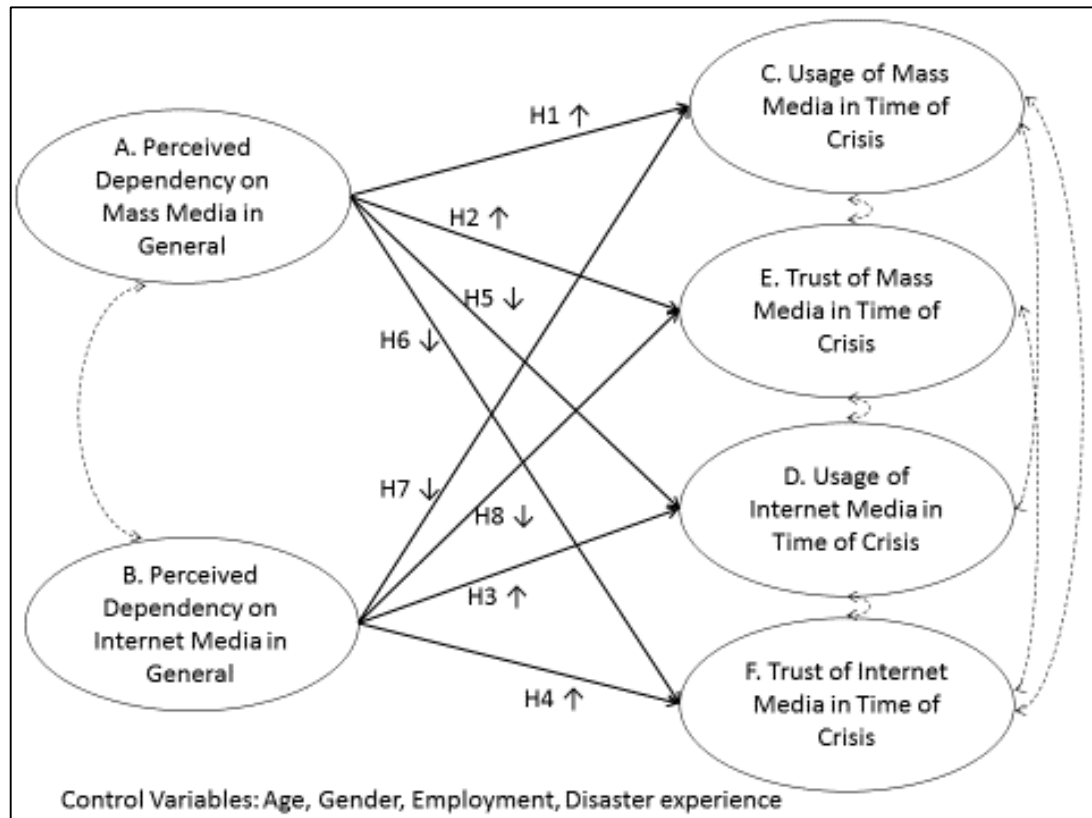 A. Perceived
Dependency on
Mass Media in
General
B. Perceived
Dependency on
Internet Media in
General
H1 ↑
H2 ↑
H5 ↓
H6 ↓
H7 ↓
H8 ↓
H3 ↑
H4 ↑
C. Usage of Mass
Media in Time of
Crisis
E. Trust of Mass
Media in Time of
Crisis
D. Usage of
Internet Media in
Time of Crisis
F. Trust of Internet
Media in Time of
Crisis
Control Variables: Age, Gender, Employment, Disaster experience